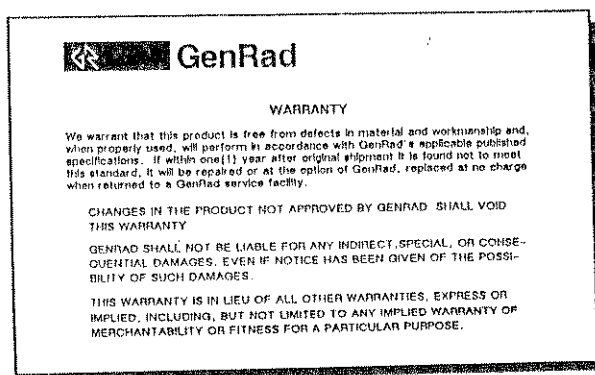 GR GenRad
WARRANTY
We warrant that this product is free from defects in material and workmanship and,
when properly used, will perform in accordance with GenRad's applicable published
specifications. If within one(1) year after original shipment it is found not to meet
this standard, it will be repaired or at the option of GenRad, replaced at no charge
when returned to a GenRad service facility.
CHANGES IN THE PRODUCT NOT APPROVED BY GENRAD SHALL VOID
THIS WARRANTY
GENRAD SHALL NOT BE LIABLE FOR ANY INDIRECT,SPECIAL, OR CONSE-
QUENTIAL DAMAGES, EVEN IF NOTICE HAS BEEN GIVEN OF THE POSSI-
BILITY OF SUCH DAMAGES.
THIS WARRANTY IS IN LIEU OF ALL OTHER WARRANTIES, EXPRESS OR
IMPLIED, INCLUDING, BUT NOT LIMITED TO ANY IMPLIED WARRANTY OF
MERCHANTABILITY OR FITNESS FOR A PARTICULAR PURPOSE.